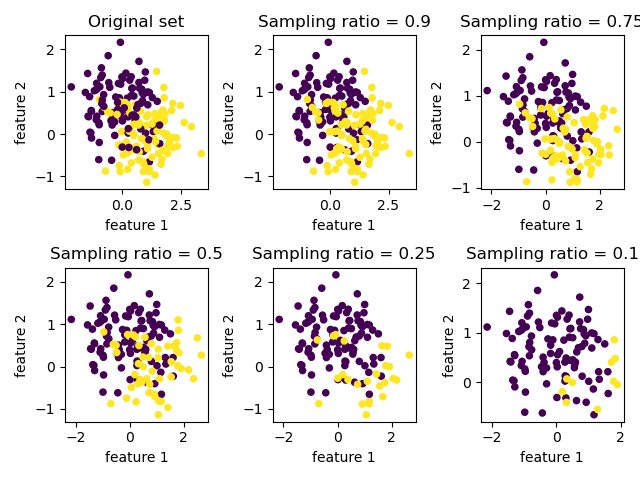 Original set
Sampling ratio = 0.9
Sampling ratio = 0.75
2
1
0
−1
feature 2
0.0
2.5
feature 1
2
1
0
−1
feature 2
0.0
2.5
feature 1
2
1
0
−1
feature 2
−2
0
2
feature 1
Sampling ratio = 0.5
Sampling ratio = 0.25
Sampling ratio = 0.1
2
1
0
−1
feature 2
−2
0
2
feature 1
2
1
0
−1
feature 2
−2
0
2
feature 1
2
1
0
feature 2
−2
0
2
feature 1